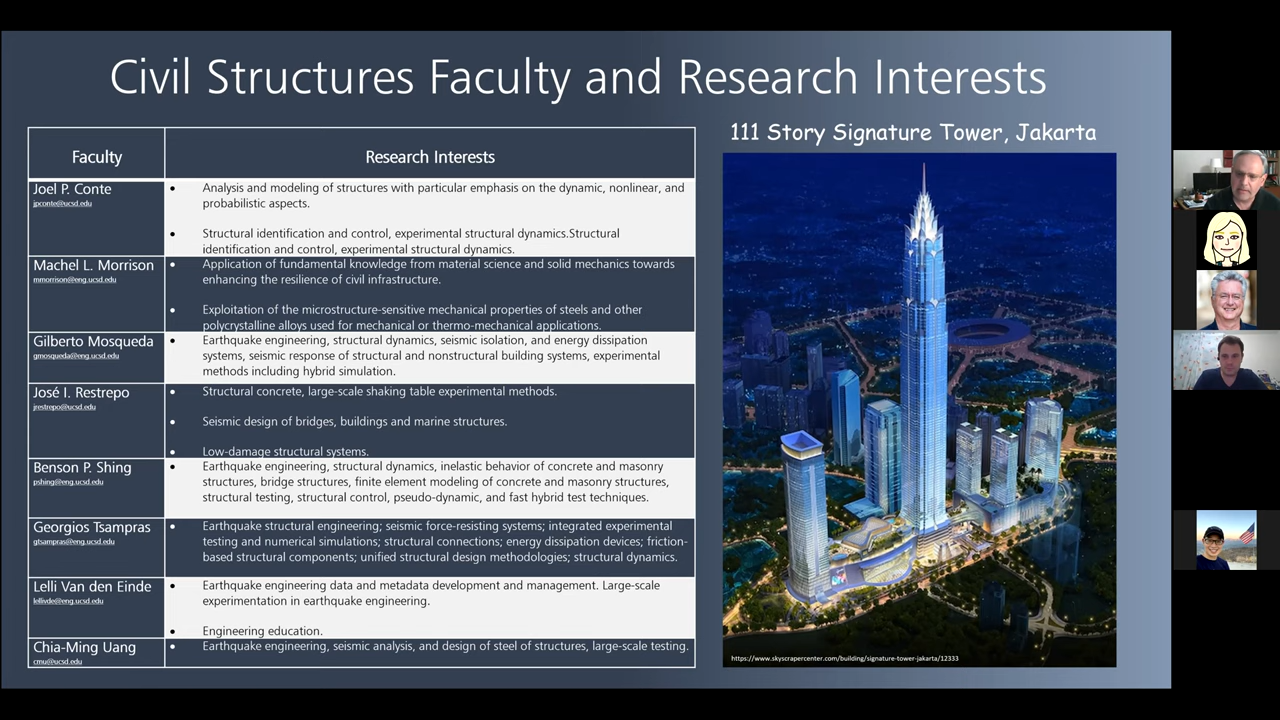 Civil Structures Faculty and Research Interests
111 Story Signature Tower, Jakarta
Faculty
Research Interests
Joel P. Conte
jpconte@ucsd.edu
• Analysis and modeling of structures with particular emphasis on the dynamic, nonlinear, and
probabilistic aspects.
• Structural identification and control, experimental structural dynamics.Structural
identification and control, experimental structural dynamics.
Machel L. Morrison
mmorrison@eng.ucsd.edu
• Application of fundamental knowledge from material science and solid mechanics towards
enhancing the resilience of civil infrastructure.
• Exploitation of the microstructure-sensitive mechanical properties of steels and other
polycrystalline alloys used for mechanical or thermo-mechanical applications.
Gilberto Mosqueda
gmosqueda@eng.ucsd.edu
• Earthquake engineering, structural dynamics, seismic isolation, and energy dissipation
systems, seismic response of structural and nonstructural building systems, experimental
methods including hybrid simulation.
José I. Restrepo
jrestrepo@ucsd.edu
• Structural concrete, large-scale shaking table experimental methods.
• Seismic design of bridges, buildings and marine structures.
• Low-damage structural systems.
Benson P. Shing
pshing@ucsd.edu
• Earthquake engineering, structural dynamics, inelastic behavior of concrete and masonry
structures, bridge structures, finite element modeling of concrete and masonry structures,
structural testing, structural control, pseudo-dynamic, and fast hybrid test techniques.
Georgios Tsampras
gtsampras@eng.ucsd.edu
• Earthquake structural engineering; seismic force-resisting systems; integrated experimental
testing and numerical simulations; structural connections; energy dissipation devices; friction-
based structural components; unified structural design methodologies; structural dynamics.
Lelli Van den Einde
lellivde@eng.ucsd.edu
• Earthquake engineering data and metadata development and management. Large-scale
experimentation in earthquake engineering.
• Engineering education.
Chia-Ming Uang
cmu@ucsd.edu
• Earthquake engineering, seismic analysis, and design of steel of structures, large-scale testing.
https://www.skyscrapercenter.com/building/signature-tower-jakarta/12333